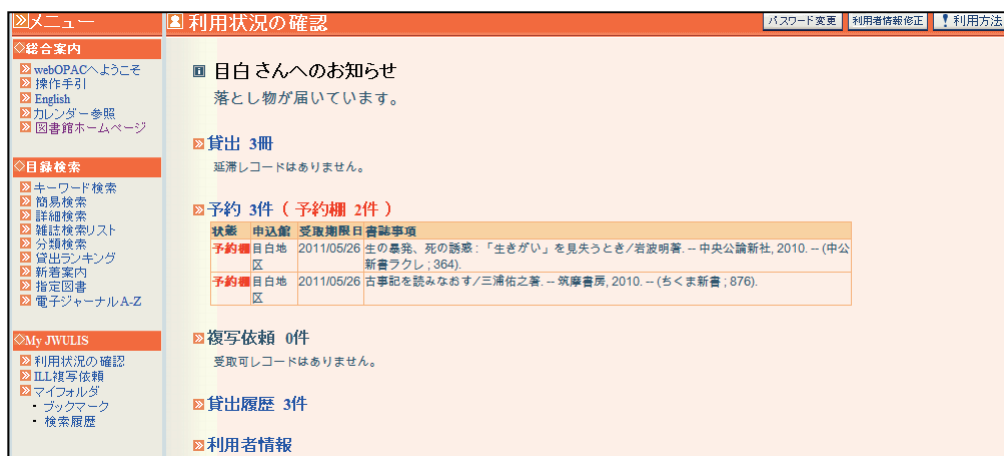 メニュー
利用状況の確認
パスワード変更 利用者情報修正 !利用方法
◇総合案内
webOPACへようこそ
操作手引
English
カレンダー参照
図書館ホームページ
◇目録検索
キーワード検索
簡易検索
詳細検索
雑誌検索リスト
分類検索
貸出ランキング
新着案内
指定図書
電子ジャーナルA-Z
◇My JWULIS
利用状況の確認
ILL複写依頼
マイフォルダ
・ブックマーク
・検索履歴
目白さんへのお知らせ
落とし物が届いています。
貸出 3冊
延滞レコードはありません。
予約 3件 ( 予約棚 2件 )
状態 申込館 受取期限日 書誌事項
予約棚 目白地区 2011/05/26 生の暴発、死の誘惑 : 「生きがい」を見失うとき/岩波明著. -- 中央公論新社, 2010. -- (中公
新書ラクレ ; 364).
予約棚 目白地区 2011/05/26 古事記を読みなおす/三浦佑之著. -- 筑摩書房, 2010. -- (ちくま新書 ; 876).
複写依頼 0件
受取可レコードはありません。
貸出履歴 3件
利用者情報